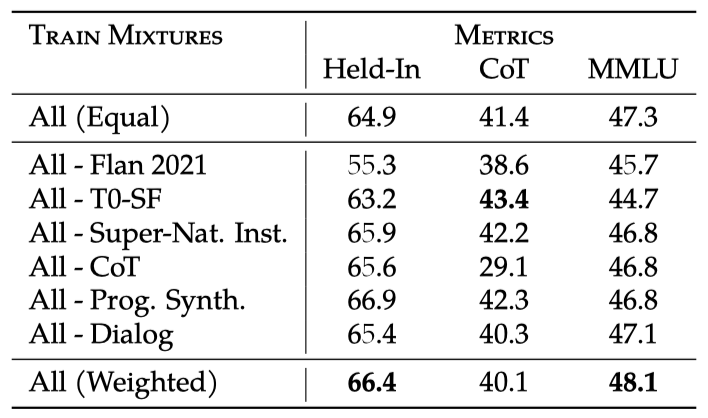 TRAIN MIXTURES METRICS
Held-In CoT MMLU
All (Equal) 64.9 41.4 47.3
All - Flan 2021 55.3 38.6 45.7
All - T0-SF 63.2 43.4 44.7
All - Super-Nat. Inst. 65.9 42.2 46.8
All - CoT 65.6 29.1 46.8
All - Prog. Synth. 66.9 42.3 46.8
All - Dialog 65.4 40.3 47.1
All (Weighted) 66.4 40.1 48.1